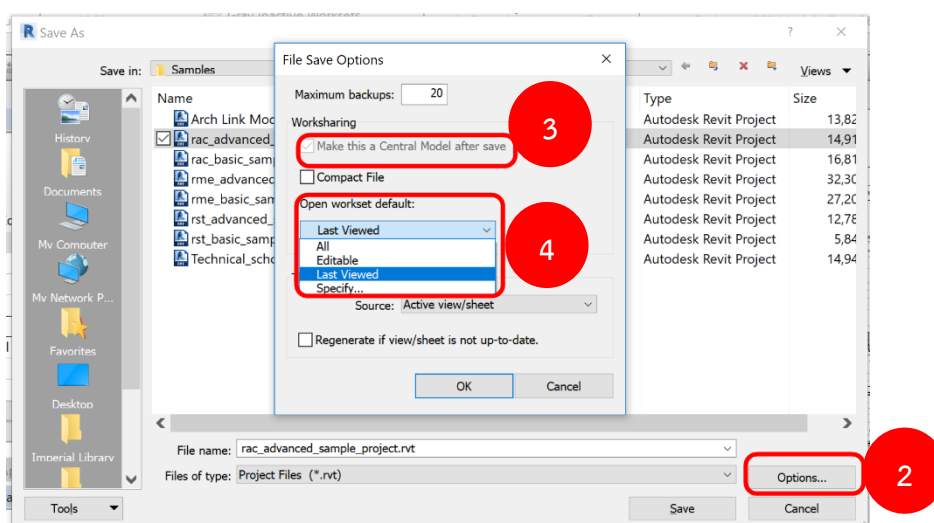 Save As
Save in: Samples
Views
Name
Type
Size
Arch Link Mod
Autodesk Revit Project 13,82
rac_advanced_
Autodesk Revit Project 14,91
rac_basic_sam
Autodesk Revit Project 16,81
rme_advanced
Autodesk Revit Project 32,30
rme_basic_sam
Autodesk Revit Project 27,20
rst_advanced_s
Autodesk Revit Project 12,78
rst_basic_samp
Autodesk Revit Project 5,84
Technical_scho
Autodesk Revit Project 14,94
History
Documents
My Computer
My Network P...
Favorites
Desktop
Imperial Library
File Save Options
Maximum backups: 20
Worksharing
Make this a Central Model after save
3
Compact File
Open workset default:
Last Viewed
All
Editable
Last Viewed
Specify...
4
Source: Active view/sheet
Regenerate if view/sheet is not up-to-date.
OK Cancel
File name: rac_advanced_sample_project.rvt
Files of type: Project Files (*.rvt)
Options...
2
Tools
Save
Cancel